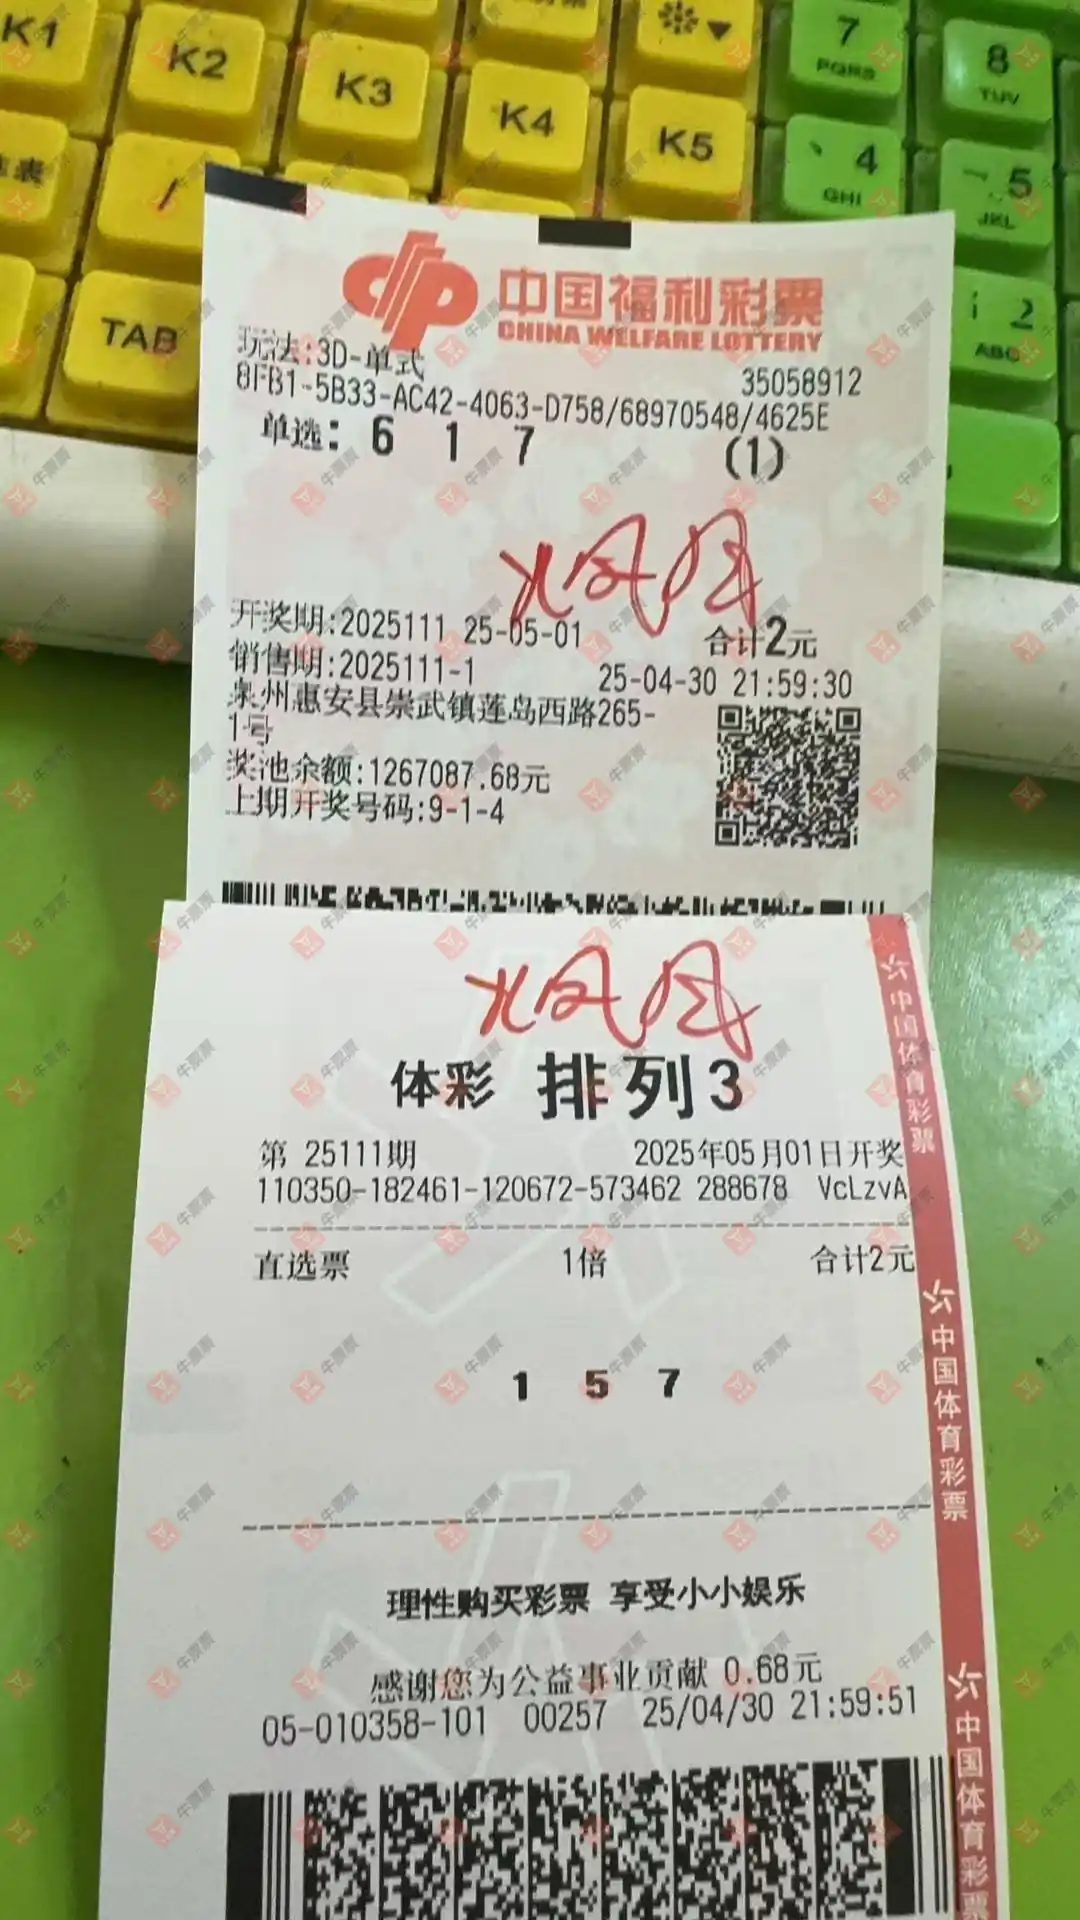 K1
K2
K3
K4
K5
7
PQRS
8
TUV
4
GHI
5
JKL
2
ABC
/
TAB
中国福利彩票
CHINA WELFARE LOTTERY
玩法:3D-单式
35058912
8FB1-5B33-AC42-4063-D758/68970548/4625E
单选: 6 1 7 (1)
开奖期:2025111 25-05-01 合计2元
销售期:2025111-1 25-04-30 21:59:30
泉州惠安县崇武镇莲岛西路265-
1号
奖池余额:1267087.68元
上期开奖号码:9-1-4
体彩 排列3
第 25111期 2025年05月01日开奖
110350-182461-120672-573462 288678 VcLzvA
直选票 1倍 合计2元
1 5 7
理性购买彩票 享受小小娱乐
感谢您为公益事业贡献 0.68元
05-010358-101 00257 25/04/30 21:59:51
中国体育彩票
中国体育彩票
中国体育彩票
牛票票